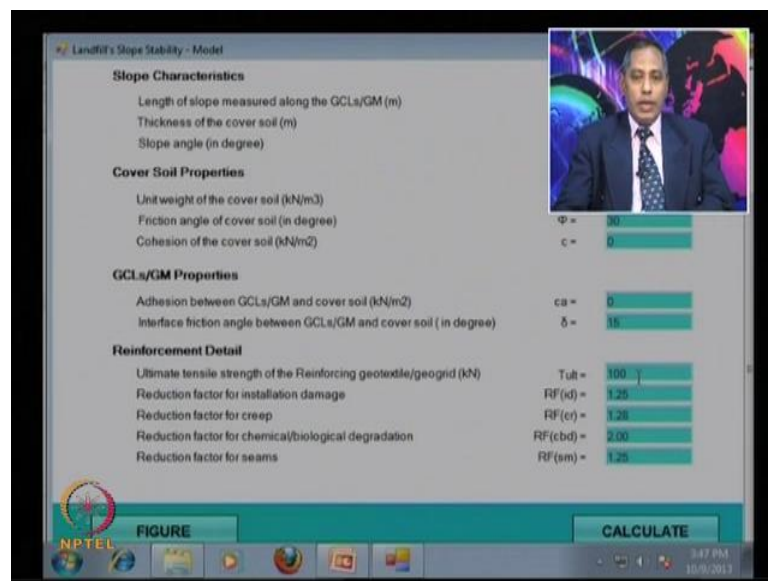 Landfill's Slope Stability - Model
Slope Characteristics
Length of slope measured along the GCLs/GM (m)
Thickness of the cover soil (m)
Slope angle (in degree)
Cover Soil Properties
Unit weight of the cover soil (kN/m3)
Friction angle of cover soil (in degree) Φ = 30
Cohesion of the cover soil (kN/m2) c = 0
GCLs/GM Properties
Adhesion between GCLs/GM and cover soil (kN/m2) ca = 0
Interface friction angle between GCLs/GM and cover soil ( in degree) δ = 15
Reinforcement Detail
Ultimate tensile strength of the Reinforcing geotextile/geogrid (kN) Tult = 100
Reduction factor for installation damage RF(id) = 1.25
Reduction factor for creep RF(cr) =
Reduction factor for chemical/biological degradation RF(cbd) = 2.00
Reduction factor for seams RF(sm) = 1.25
FIGURE CALCULATE
NPTEL
3:47 PM
10/9/2013